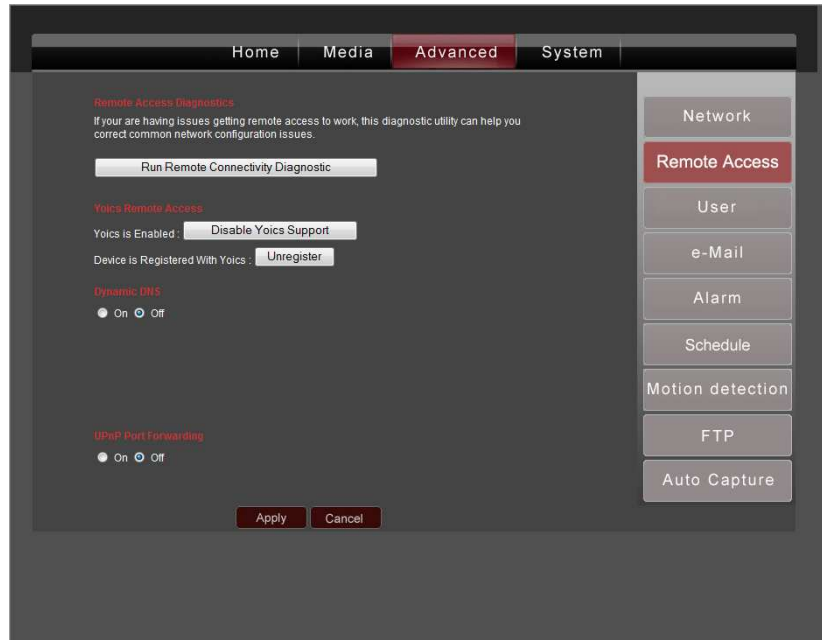 Home Media Advanced System
Remote Access Diagnostics
If your are having issues getting remote access to work, this diagnostic utility can help you
correct common network configuration issues.
Run Remote Connectivity Diagnostic
Yoics Remote Access
Yoics is Enabled : Disable Yoics Support
Device is Registered With Yoics : Unregister
Dynamic DNS
On Off
UPnP Port Forwarding
On Off
Apply Cancel
Network
Remote Access
User
e-Mail
Alarm
Schedule
Motion detection
FTP
Auto Capture